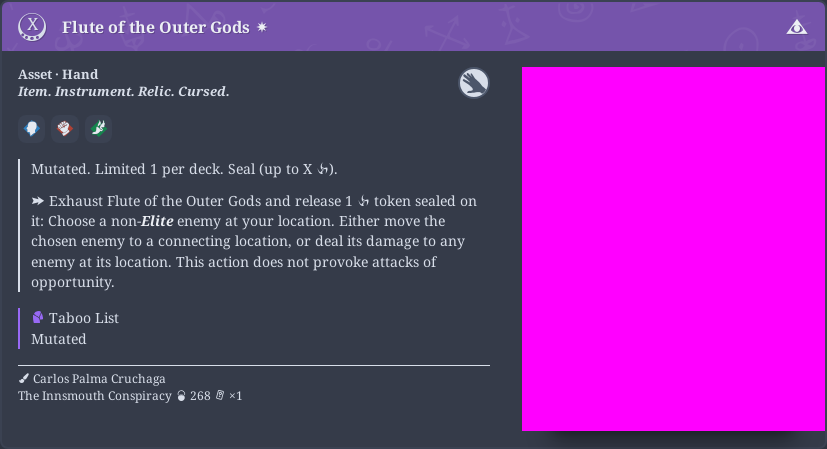 X Flute of the Outer Gods
Asset · Hand
Item. Instrument. Relic. Cursed.
Mutated. Limited 1 per deck. Seal (up to X ).
Exhaust Flute of the Outer Gods and release 1 token sealed on
it: Choose a non-Elite enemy at your location. Either move the
chosen enemy to a connecting location, or deal its damage to any
enemy at its location. This action does not provoke attacks of
opportunity.
Taboo List
Mutated
Carlos Palma Cruchaga
The Innsmouth Conspiracy 268 ×1